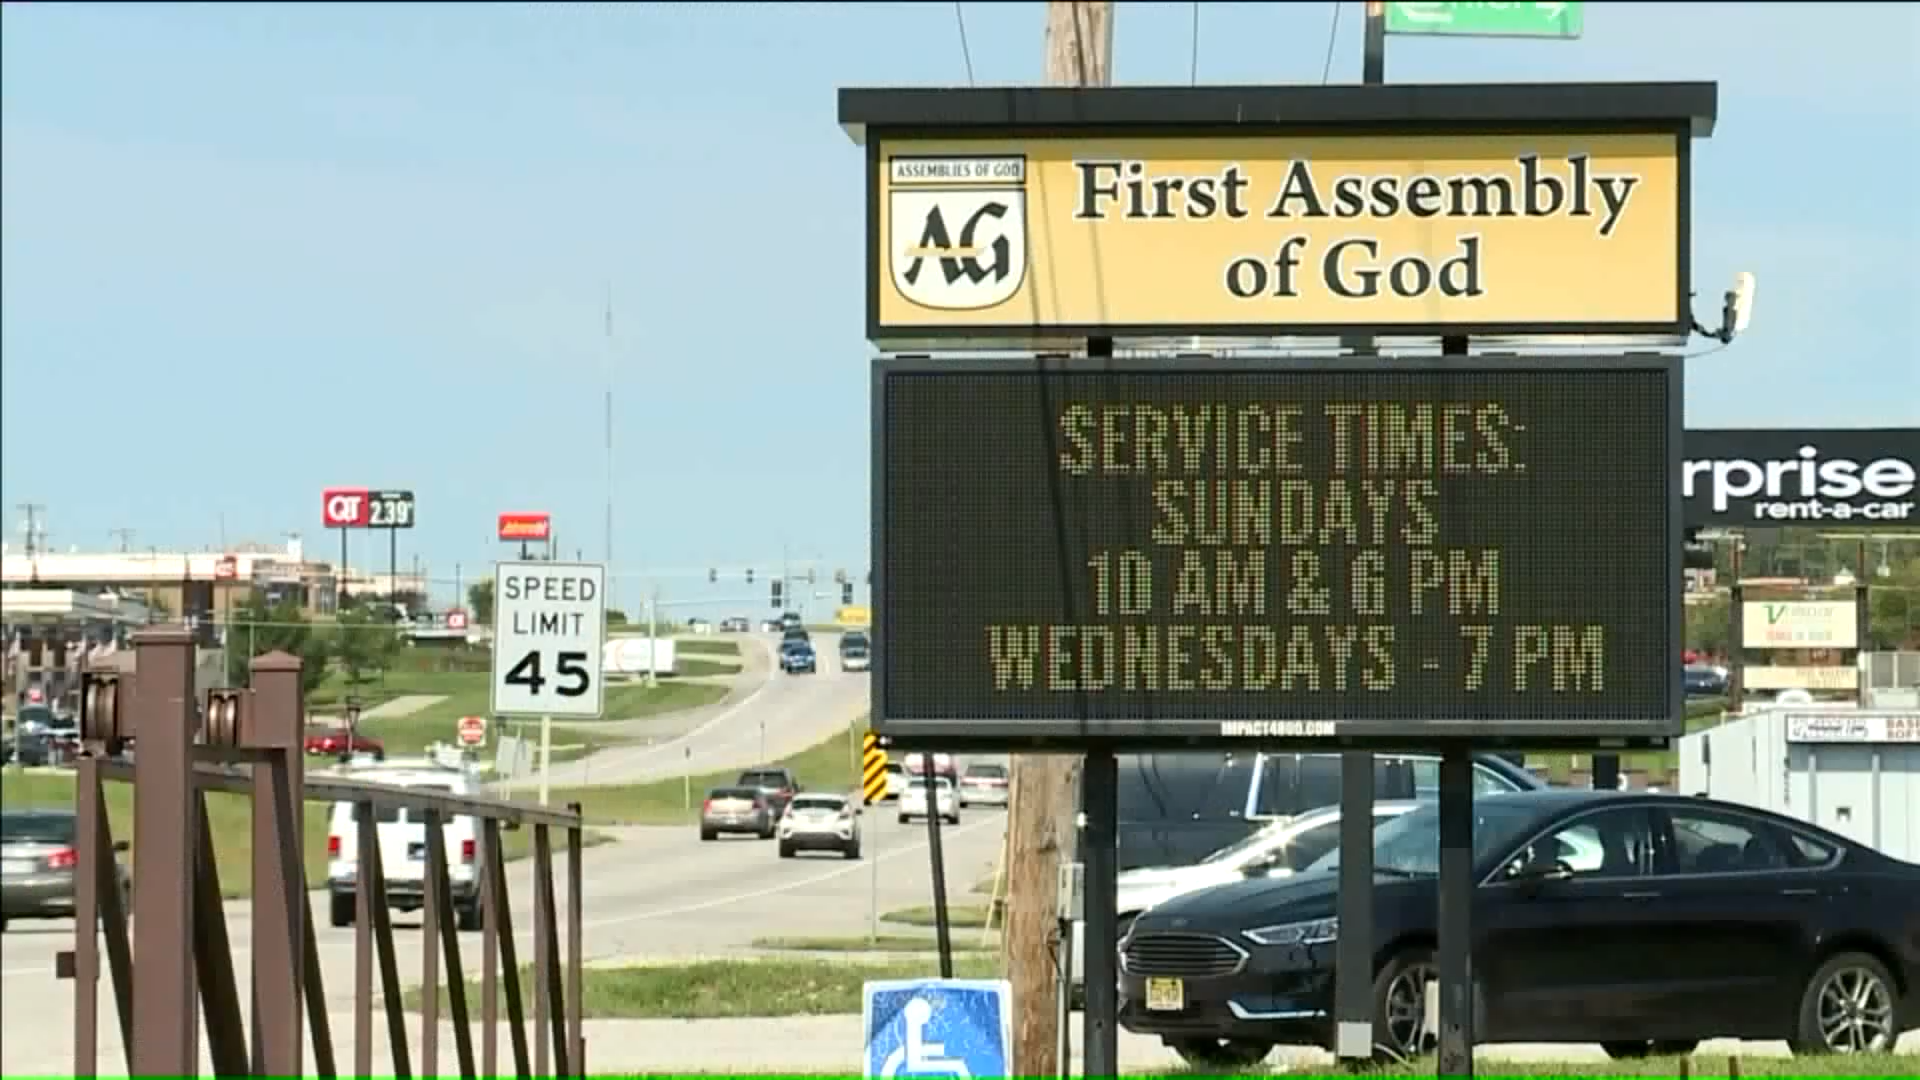 ASSEMBLIES OF GOD
AG
First Assembly
of God
SERVICE TIMES:
SUNDAYS
10 AM & 6 PM
WEDNESDAYS - 7 PM
IMPACT4800.COM
rprise
rent-a-car
QT 2.39
SPEED
LIMIT
45